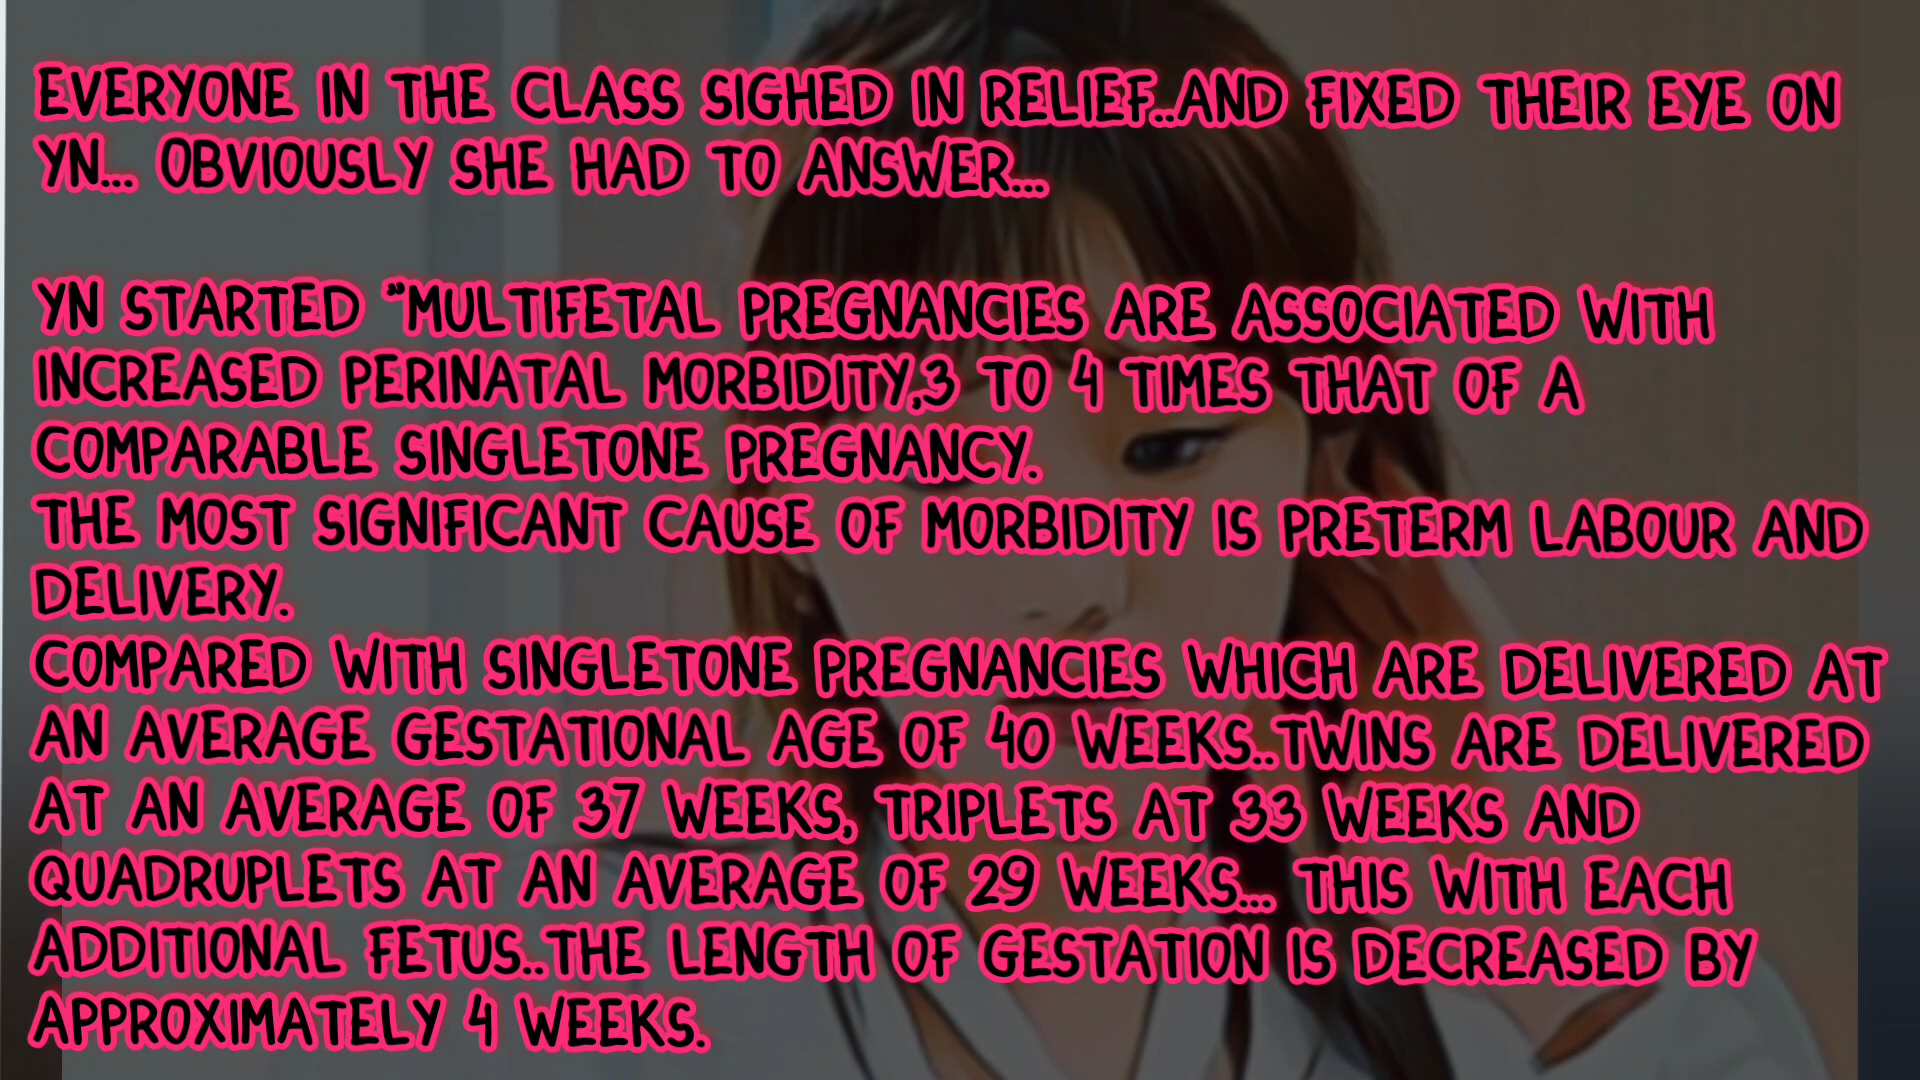 EVERYONE IN THE CLASS SIGHED IN RELIEF..AND FIXED THEIR EYE ON
YN... OBVIOUSLY SHE HAD TO ANSWER...
YN STARTED "MULTIFETAL PREGNANCIES ARE ASSOCIATED WITH
INCREASED PERINATAL MORBIDITY,3 TO 4 TIMES THAT OF A
COMPARABLE SINGLETONE PREGNANCY.
THE MOST SIGNIFICANT CAUSE OF MORBIDITY IS PRETERM LABOUR AND
DELIVERY.
COMPARED WITH SINGLETONE PREGNANCIES WHICH ARE DELIVERED AT
AN AVERAGE GESTATIONAL AGE OF 40 WEEKS..TWINS ARE DELIVERED
AT AN AVERAGE OF 37 WEEKS, TRIPLETS AT 33 WEEKS AND
QUADRUPLETS AT AN AVERAGE OF 29 WEEKS... THIS WITH EACH
ADDITIONAL FETUS..THE LENGTH OF GESTATION IS DECREASED BY
APPROXIMATELY 4 WEEKS.